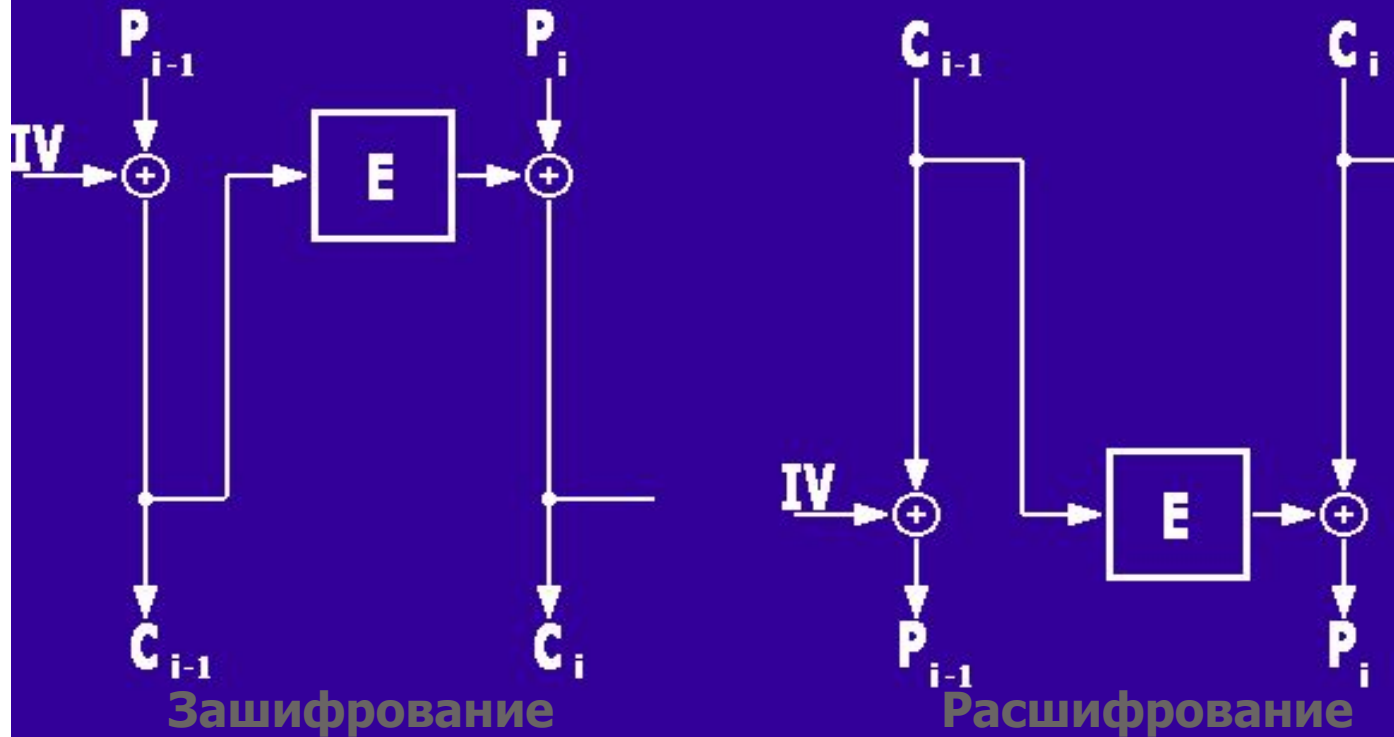 P i-1
P i
C i-1
C i
IV
E
IV
E
C i-1
C i
P i-1
P i
Зашифрование
Расшифрование